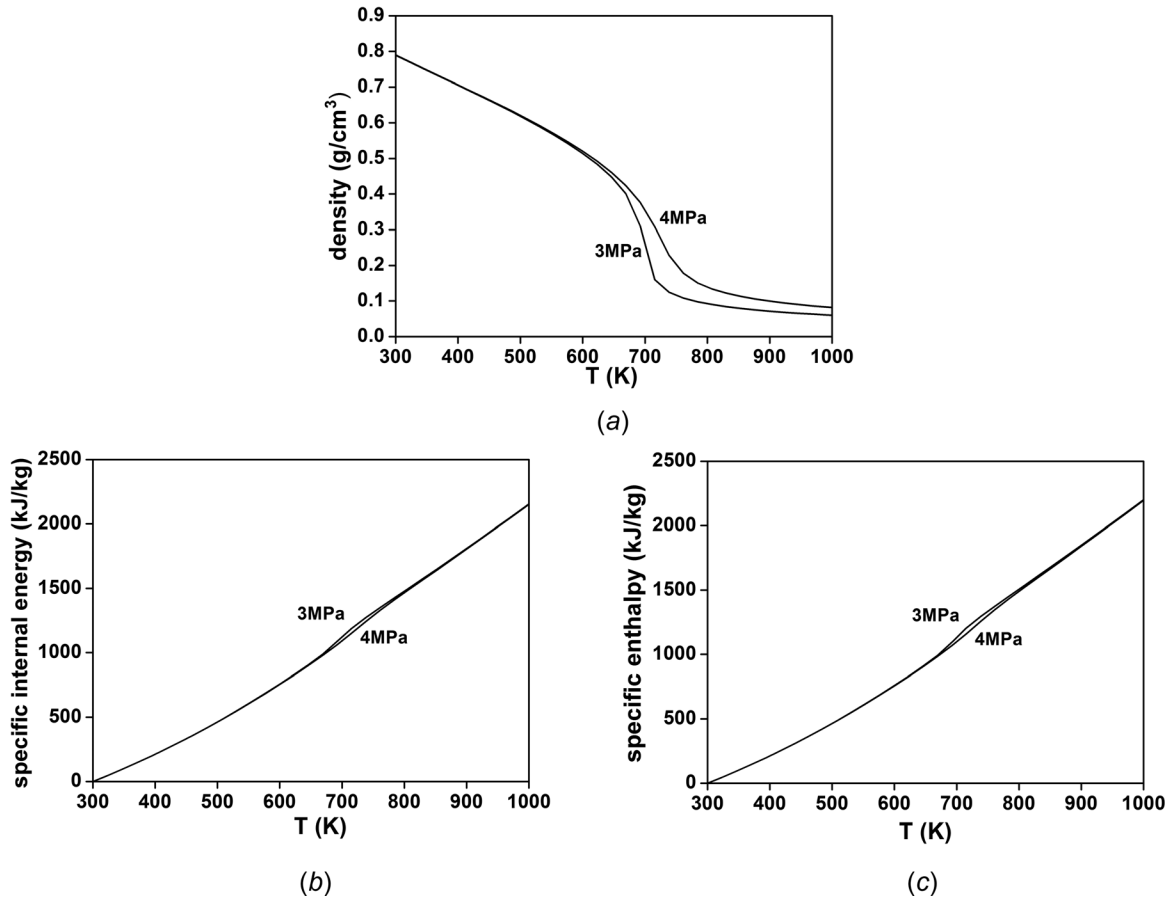 0.9
0.8
0.7
0.6
0.5
0.4
0.3
0.2
0.1
0.0
density (g/cm³)
4MPa
3MPa
300 400 500 600 700 800 900 1000
T (K)
(a)
2500
2000
1500
1000
500
0
specific internal energy (kJ/kg)
3MPa
4MPa
300 400 500 600 700 800 900 1000
T (K)
(b)
2500
2000
1500
1000
500
0
specific enthalpy (kJ/kg)
3MPa
4MPa
300 400 500 600 700 800 900 1000
T (K)
(c)